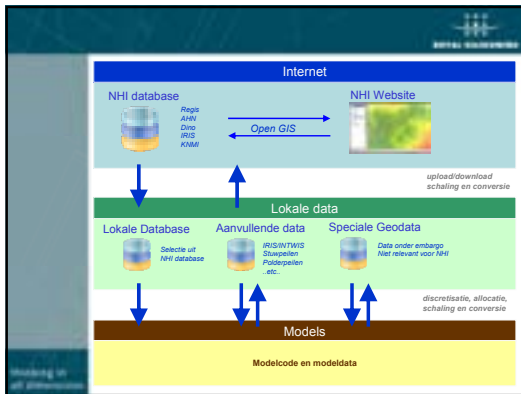 Internet
NHI database
NHI Website
Regis
AHN
Dino
IRIS
KNMI
Open GIS
upload/download
schaling en conversie
Lokale data
Lokale Database
Aanvullende data
Speciale Geodata
Selectie uit
NHI database
IRIS/INTWIS
Stuwpeilen
Polderpeilen
..etc..
Data onder embargo
Niet relevant voor NHI
discretisatie, allocatie,
schaling en conversie
Models
Modelcode en modeldata
thinking in
all dimensions